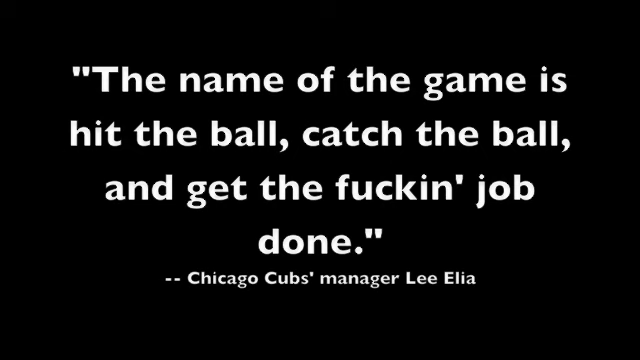 "The name of the game is
hit the ball, catch the ball,
and get the fuckin' job
done."
-- Chicago Cubs' manager Lee Elia